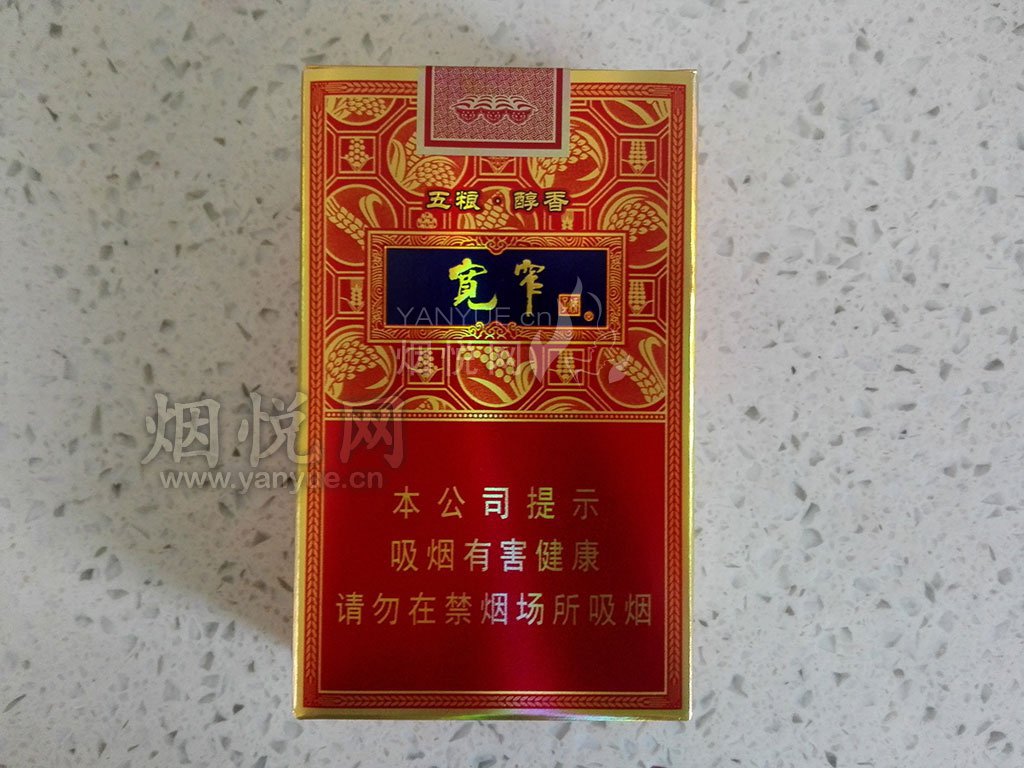 五粮·醇香
宽窄
YANYUE.cn
烟悦网
烟悦网
www.yanyue.cn
本公司提示
吸烟有害健康
请勿在禁烟场所吸烟